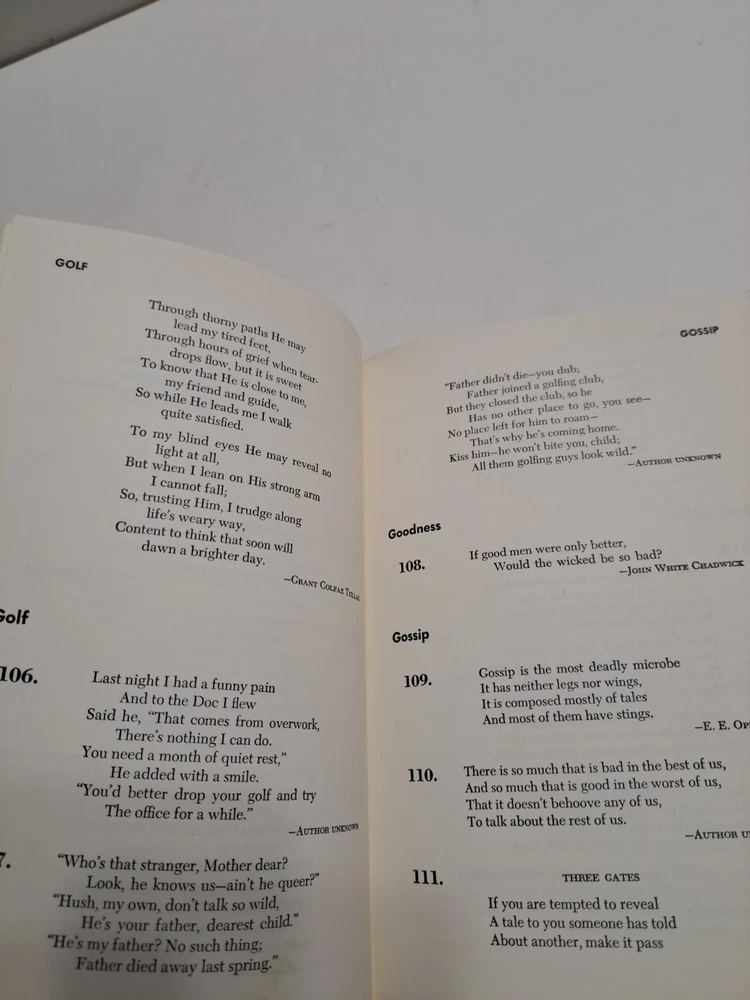 GOLF
Through thorny paths He may
lead my tired feet,
Through hours of grief when tear-
drops flow, but it is sweet
To know that He is close to me,
my friend and guide,
So while He leads me I walk
quite satisfied.
To my blind eyes He may reveal no
light at all,
But when I lean on His strong arm
I cannot fall;
So, trusting Him, I trudge along
life's weary way,
Content to think that soon will
dawn a brighter day.
—GRANT COLFAX TULLAR
Golf
106.
Last night I had a funny pain
And to the Doc I flew
Said he, "That comes from overwork,
There's nothing I can do.
You need a month of quiet rest,"
He added with a smile.
"You'd better drop your golf and try
The office for a while."
—AUTHOR UNKNOWN
7.
"Who's that stranger, Mother dear?
Look, he knows us—ain't he queer?"
"Hush, my own, don't talk so wild,
He's your father, dearest child."
"He's my father? No such thing;
Father died away last spring."
GOSSIP
"Father didn't die—you dub;
Father joined a golfing club,
But they closed the club, so he
Has no other place to go, you see—
No place left for him to roam—
That's why he's coming home.
Kiss him—he won't bite you, child;
All them golfing guys look wild."
—AUTHOR UNKNOWN
Goodness
108.
If good men were only better,
Would the wicked be so bad?
—JOHN WHITE CHADWICK
Gossip
109.
Gossip is the most deadly microbe
It has neither legs nor wings,
It is composed mostly of tales
And most of them have stings.
—E. E. OP
110.
There is so much that is bad in the best of us,
And so much that is good in the worst of us,
That it doesn't behoove any of us,
To talk about the rest of us.
—AUTHOR U
111.
THREE GATES
If you are tempted to reveal
A tale to you someone has told
About another, make it pass